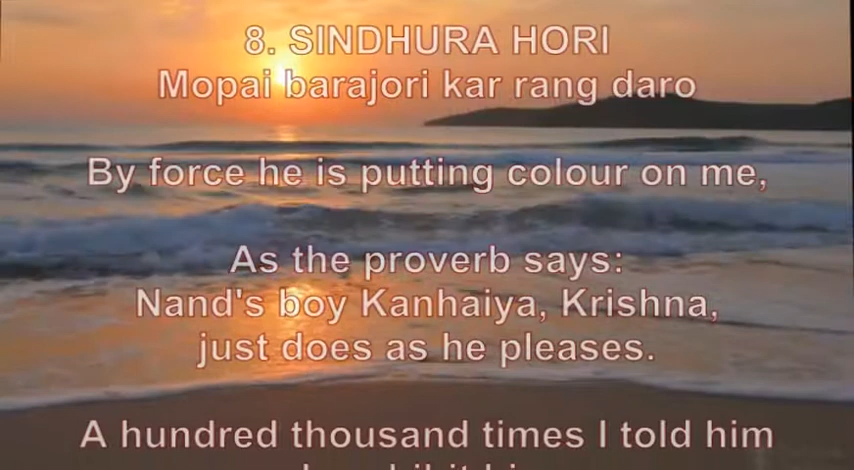 8. SINDHURA HORI
Mopai barajori kar rang daro
By force he is putting colour on me,
As the proverb says:
Nand's boy Kanhaiya, Krishna,
just does as he pleases.
A hundred thousand times I told him